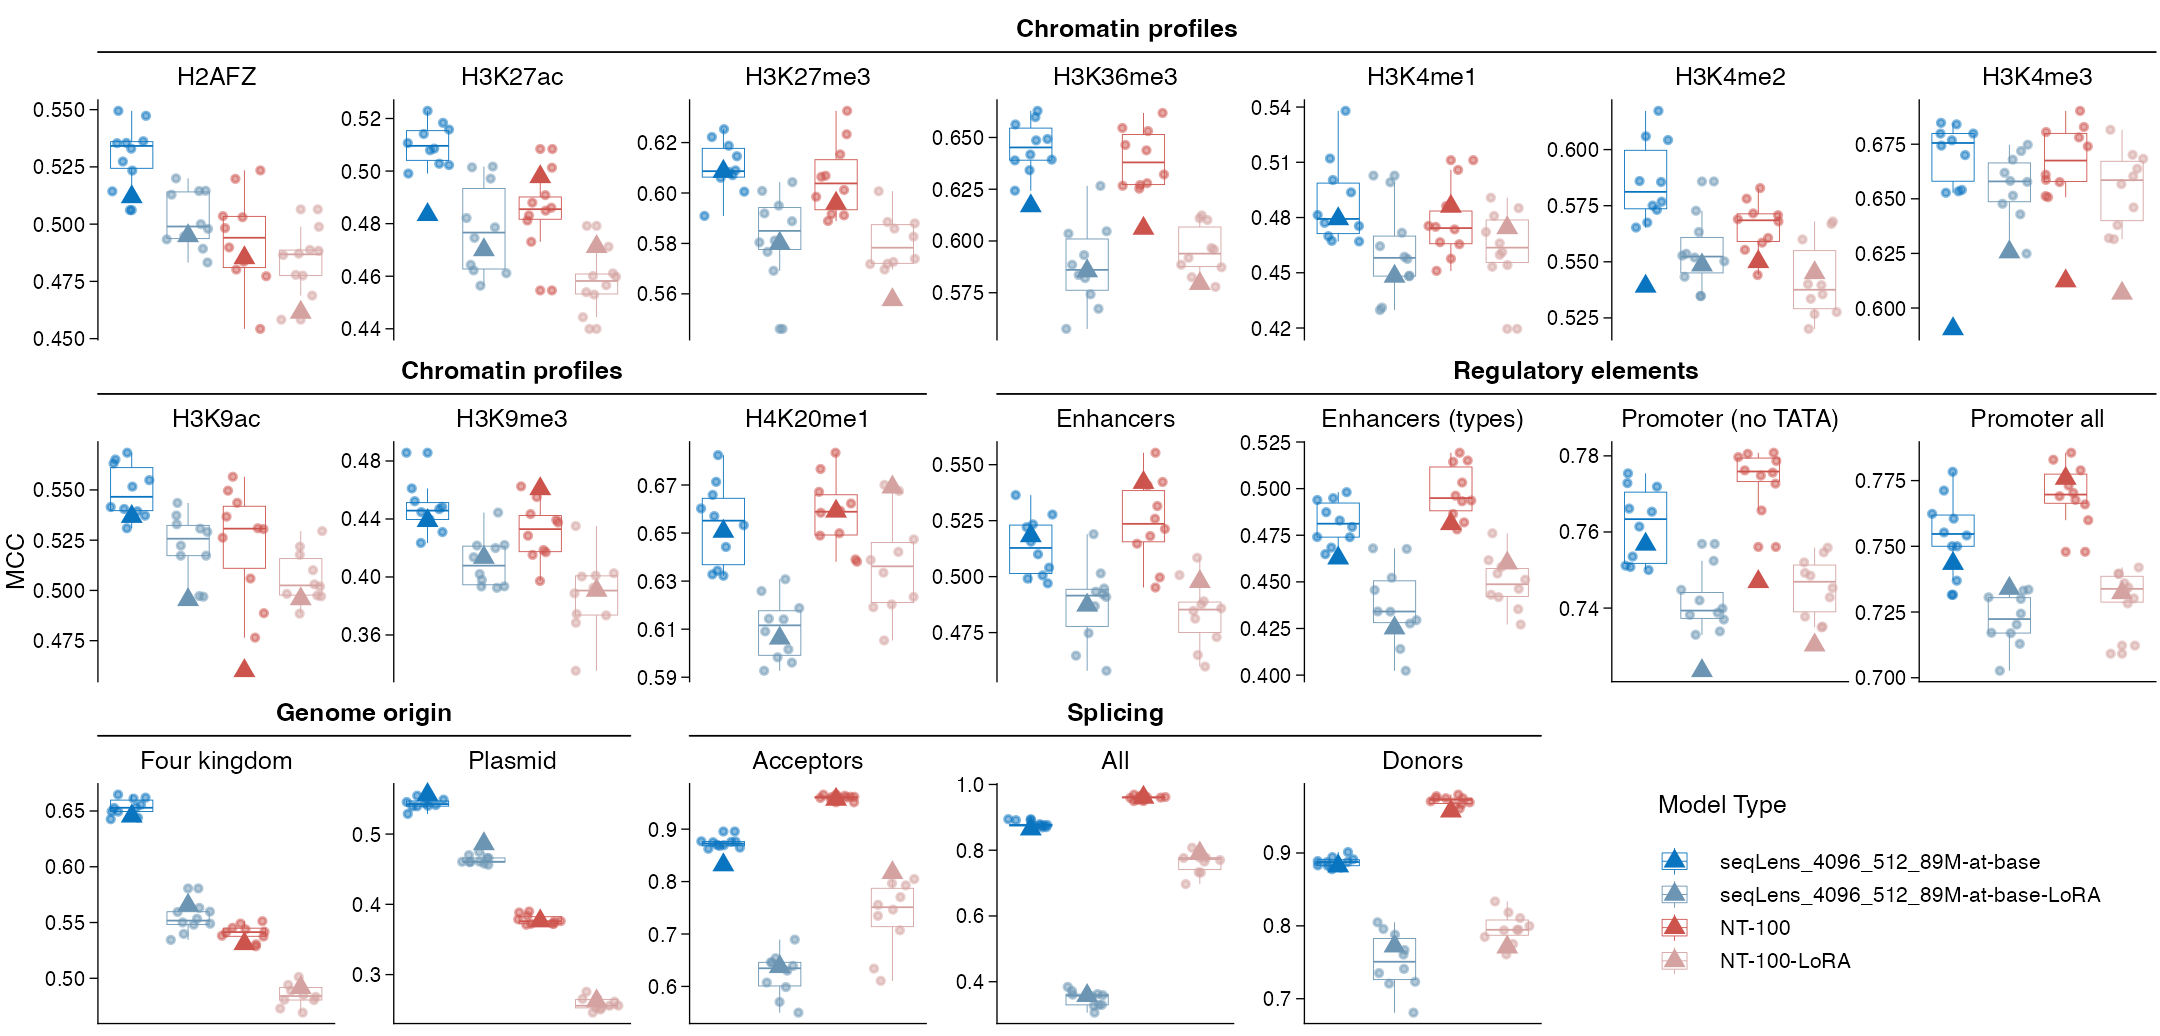 Chromatin profiles
H2AFZ H3K27ac H3K27me3 H3K36me3 H3K4me1 H3K4me2 H3K4me3
0.550 0.525 0.500 0.475 0.450
0.52 0.50 0.48 0.46 0.44
0.62 0.60 0.58 0.56
0.650 0.625 0.600 0.575
0.54 0.51 0.48 0.45 0.42
0.600 0.575 0.550 0.525
0.675 0.650 0.625 0.600
Chromatin profiles Regulatory elements
H3K9ac H3K9me3 H4K20me1 Enhancers Enhancers (types) Promoter (no TATA) Promoter all
MCC
0.550 0.525 0.500 0.475
0.48 0.44 0.40 0.36
0.67 0.65 0.63 0.61 0.59
0.550 0.525 0.500 0.475
0.525 0.500 0.475 0.450 0.425 0.400
0.78 0.76 0.74
0.775 0.750 0.725 0.700
Genome origin Splicing
Four kingdom Plasmid Acceptors All Donors
0.65 0.60 0.55 0.50
0.5 0.4 0.3
0.9 0.8 0.7 0.6
1.0 0.8 0.6 0.4
0.9 0.8 0.7
Model Type
seqLens_4096_512_89M-at-base
seqLens_4096_512_89M-at-base-LoRA
NT-100
NT-100-LoRA